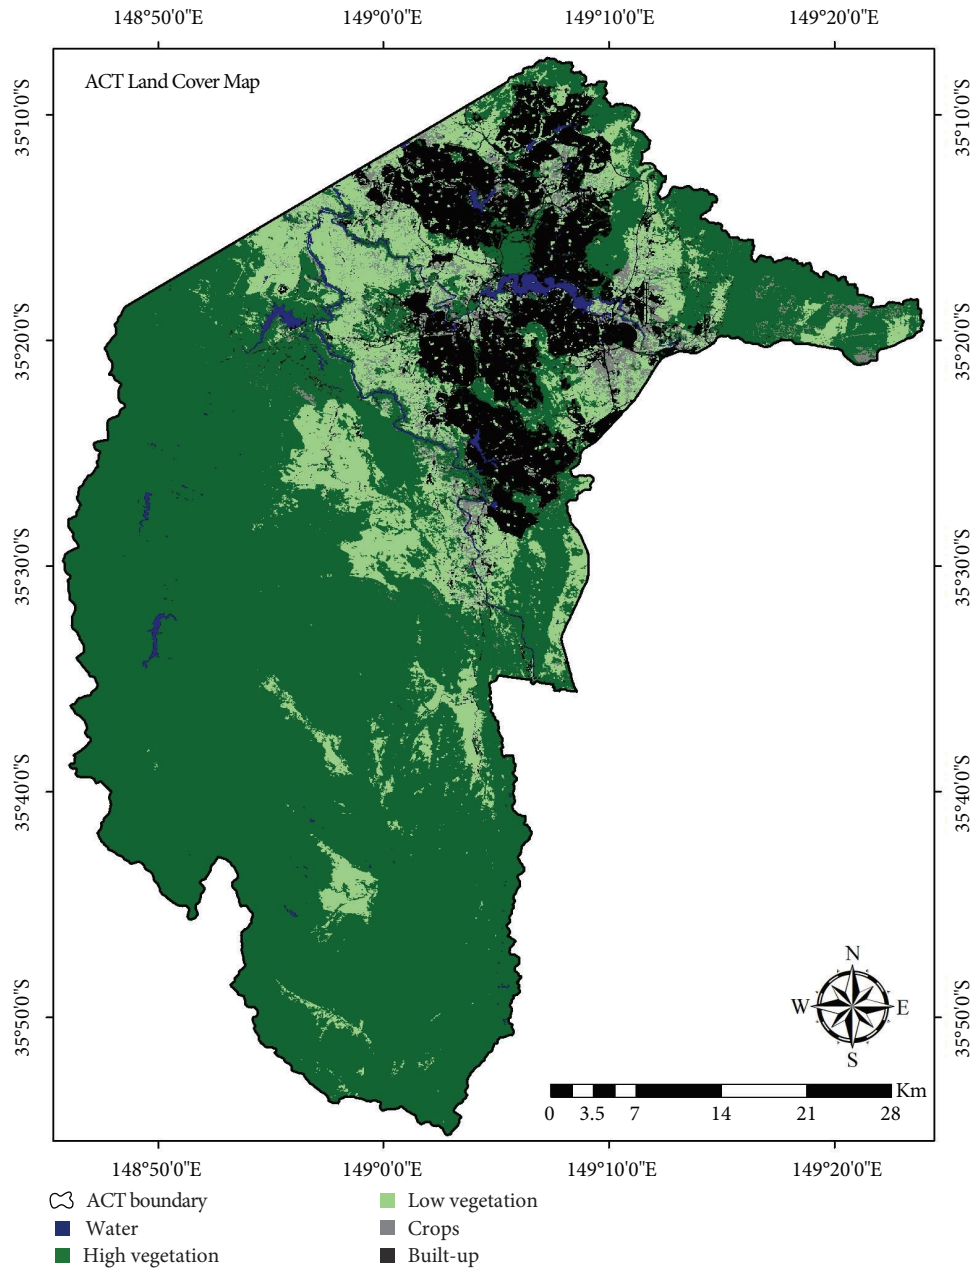 148°50'0"E 149°0'0"E 149°10'0"E 149°20'0"E
ACT Land Cover Map
35°10'0"S 35°10'0"S
35°20'0"S 35°20'0"S
35°30'0"S 35°30'0"S
35°40'0"S 35°40'0"S
35°50'0"S 35°50'0"S
N
W E
S
Km
0 3.5 7 14 21 28
148°50'0"E 149°0'0"E 149°10'0"E 149°20'0"E
ACT boundary
Water
High vegetation
Low vegetation
Crops
Built-up